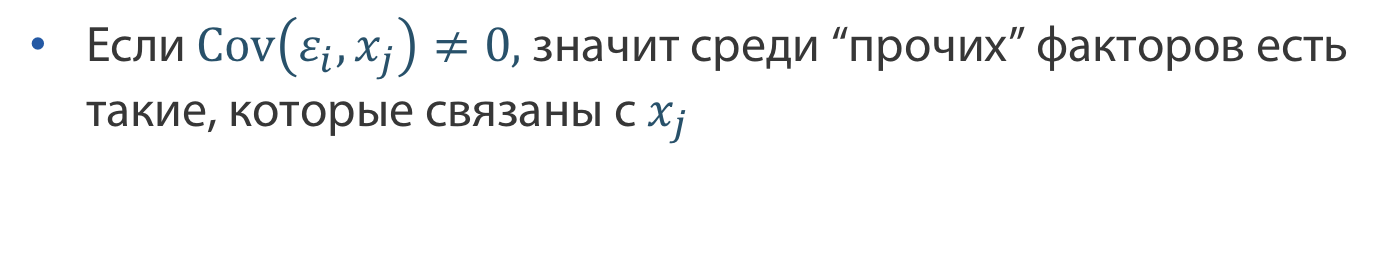 • Если Cov(εᵢ, xⱼ) ≠ 0, значит среди “прочих” факторов есть
такие, которые связаны с xⱼ